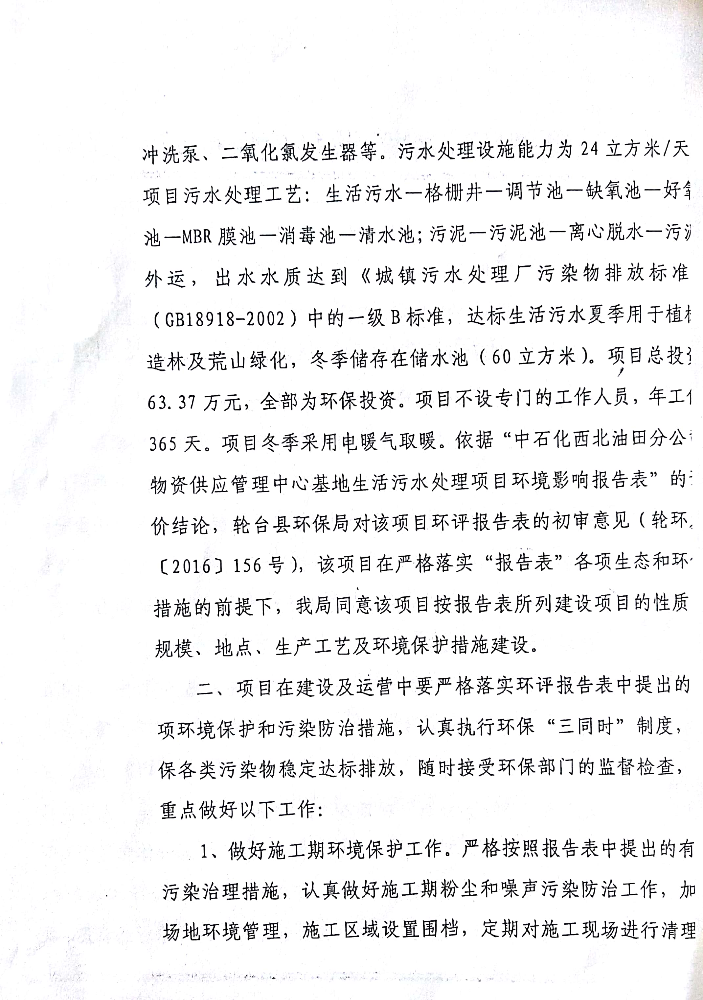 冲洗泵、二氧化氯发生器等。污水处理设施能力为 24 立方米/天
项目污水处理工艺：生活污水—格栅井—调节池—缺氧池—好氧
池—MBR 膜池—消毒池—清水池；污泥—污泥池—离心脱水—污泥
外运，出水水质达到《城镇污水处理厂污染物排放标准
（GB18918-2002）中的一级 B 标准，达标生活污水夏季用于植
造林及荒山绿化，冬季储存在储水池（60 立方米）。项目总投资
63.37 万元，全部为环保投资。项目不设专门的工作人员，年工作
365 天。项目冬季采用电暖气取暖。依据“中石化西北油田分公
物资供应管理中心基地生活污水处理项目环境影响报告表”的
价结论，轮台县环保局对该项目环评报告表的初审意见（轮环
〔2016〕156 号），该项目在严格落实“报告表”各项生态和环
措施的前提下，我局同意该项目按报告表所列建设项目的性质
规模、地点、生产工艺及环境保护措施建设。
二、项目在建设及运营中要严格落实环评报告表中提出的
项环境保护和污染防治措施，认真执行环保“三同时”制度，
保各类污染物稳定达标排放，随时接受环保部门的监督检查，
重点做好以下工作：
1、做好施工期环境保护工作。严格按照报告表中提出的有
污染治理措施，认真做好施工期粉尘和噪声污染防治工作，加
场地环境管理，施工区域设置围档，定期对施工现场进行清理